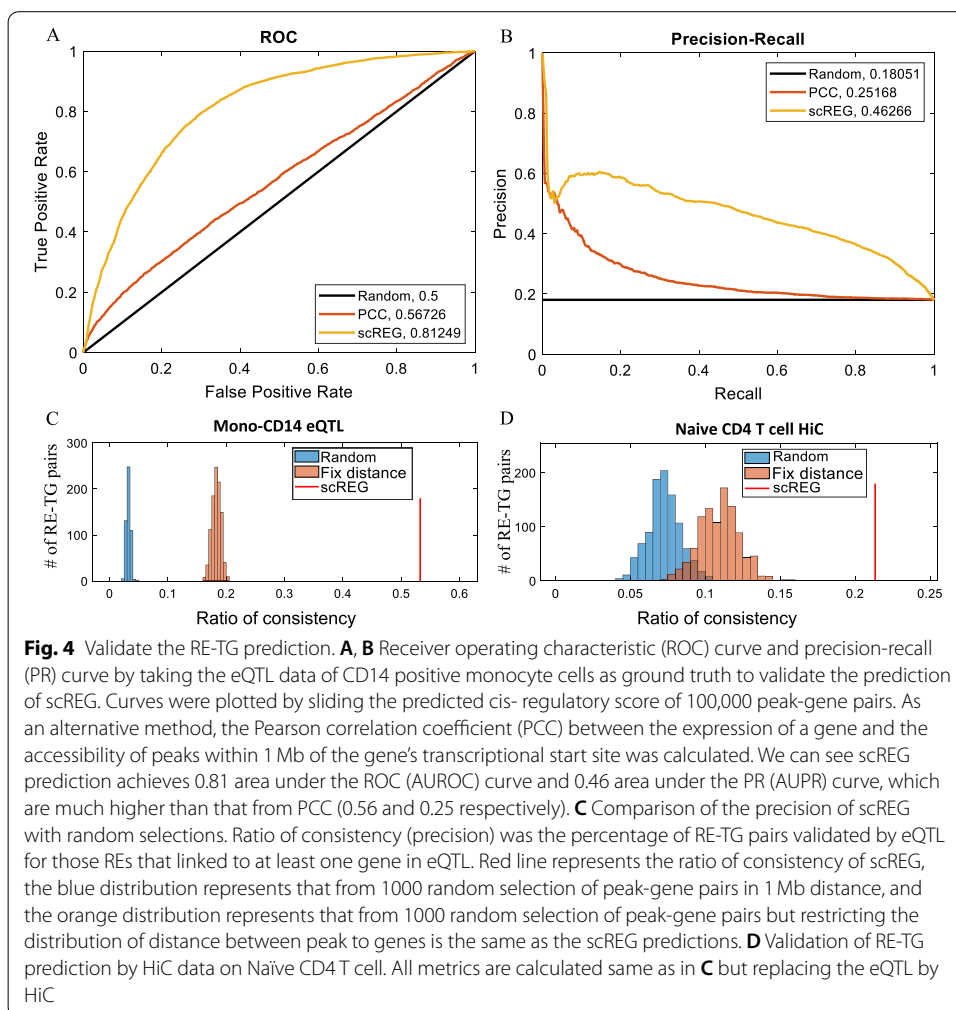 A
ROC
True Positive Rate
1
0.8
0.6
0.4
0.2
0
0 0.2 0.4 0.6 0.8 1
False Positive Rate
Random, 0.5
PCC, 0.56726
scREG, 0.81249
B
Precision-Recall
Precision
1
0.8
0.6
0.4
0.2
0
0 0.2 0.4 0.6 0.8 1
Recall
Random, 0.18051
PCC, 0.25168
scREG, 0.46266
C
Mono-CD14 eQTL
# of RE-TG pairs
300
200
100
0
0 0.1 0.2 0.3 0.4 0.5 0.6
Ratio of consistency
Random
Fix distance
scREG
D
Naive CD4 T cell HiC
# of RE-TG pairs
200
100
0
0 0.05 0.1 0.15 0.2 0.25
Ratio of consistency
Random
Fix distance
scREG
Fig. 4 Validate the RE-TG prediction. A, B Receiver operating characteristic (ROC) curve and precision-recall
(PR) curve by taking the eQTL data of CD14 positive monocyte cells as ground truth to validate the prediction
of scREG. Curves were plotted by sliding the predicted cis- regulatory score of 100,000 peak-gene pairs. As
an alternative method, the Pearson correlation coefficient (PCC) between the expression of a gene and the
accessibility of peaks within 1 Mb of the gene's transcriptional start site was calculated. We can see scREG
prediction achieves 0.81 area under the ROC (AUROC) curve and 0.46 area under the PR (AUPR) curve, which
are much higher than that from PCC (0.56 and 0.25 respectively). C Comparison of the precision of scREG
with random selections. Ratio of consistency (precision) was the percentage of RE-TG pairs validated by eQTL
for those REs that linked to at least one gene in eQTL. Red line represents the ratio of consistency of scREG,
the blue distribution represents that from 1000 random selection of peak-gene pairs in 1 Mb distance, and
the orange distribution represents that from 1000 random selection of peak-gene pairs but restricting the
distribution of distance between peak to genes is the same as the scREG predictions. D Validation of RE-TG
prediction by HiC data on Naïve CD4 T cell. All metrics are calculated same as in C but replacing the eQTL by
HiC